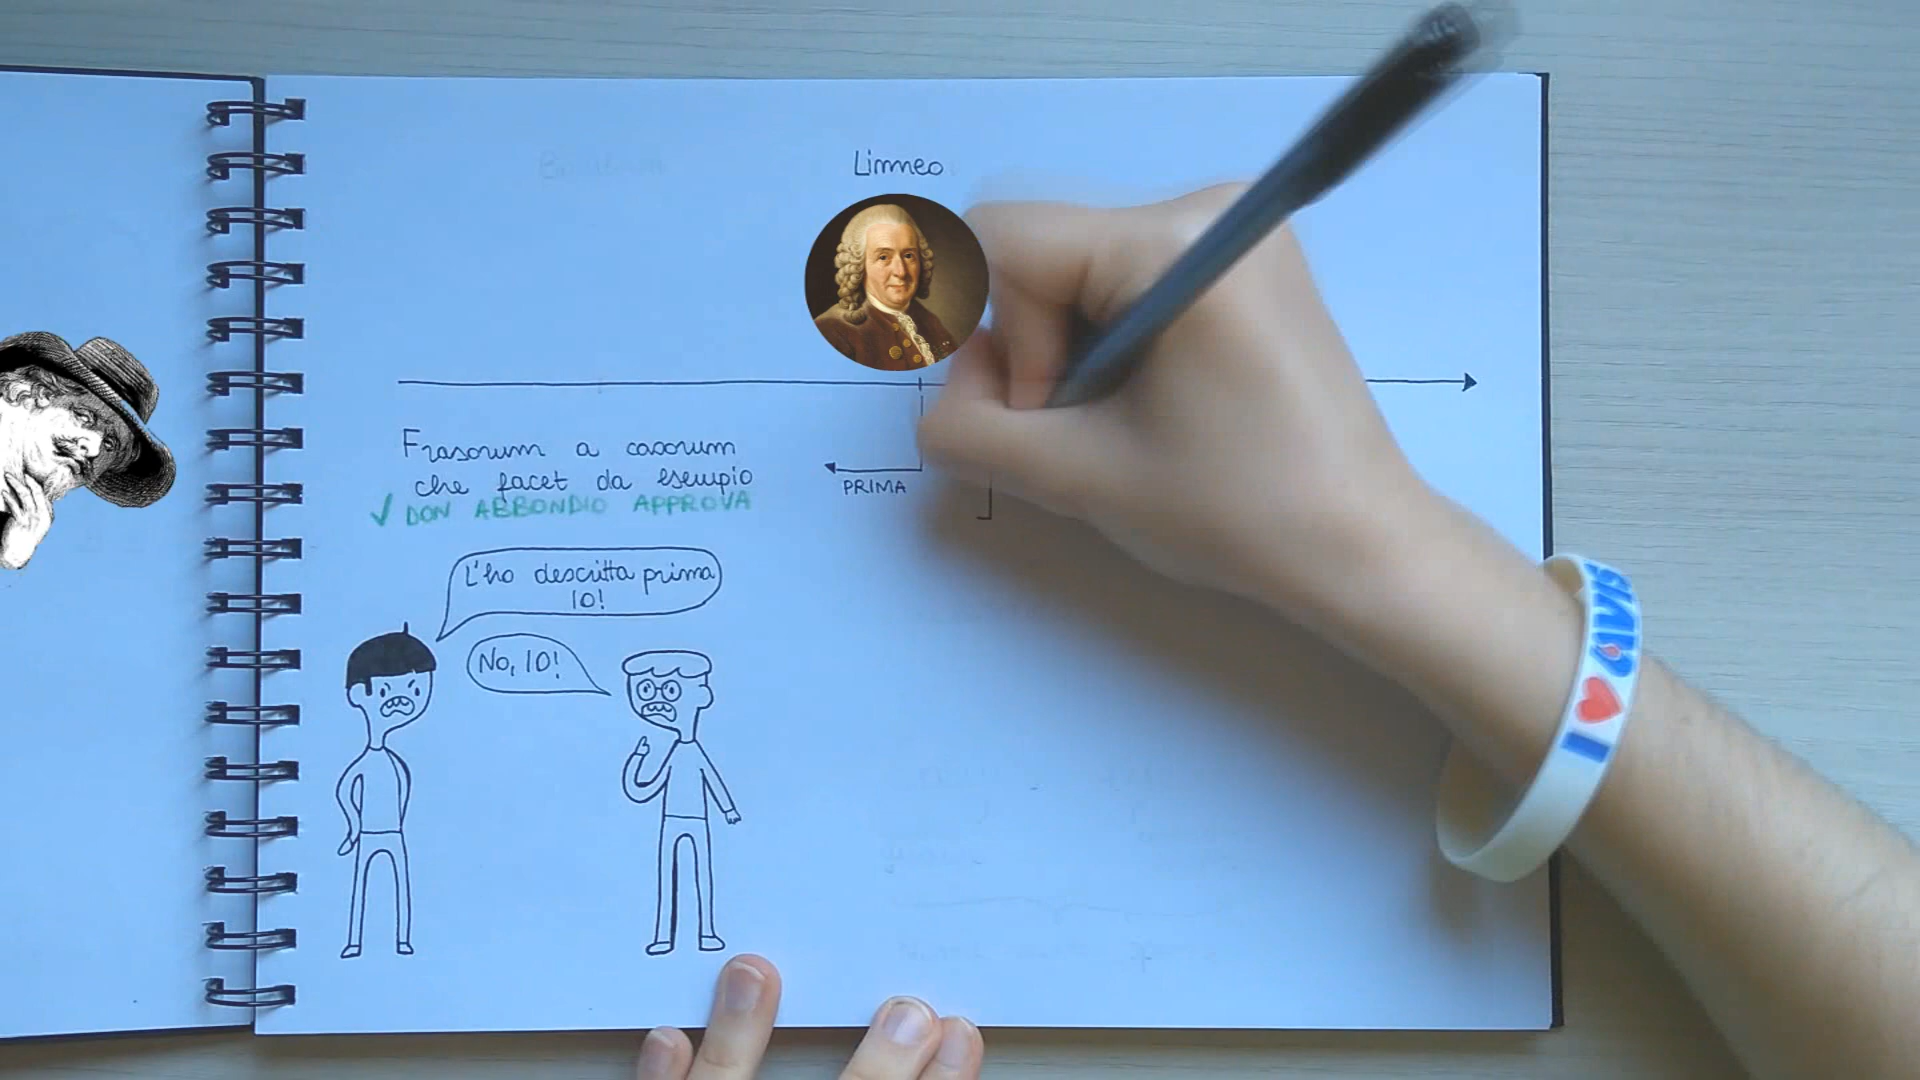 Linneo
Frasorum a casorum
che facet da esempio
✓ DON ABBONDIO APPROVA
PRIMA
L'ho descritta prima
IO!
No, IO!
I ❤ AVIS